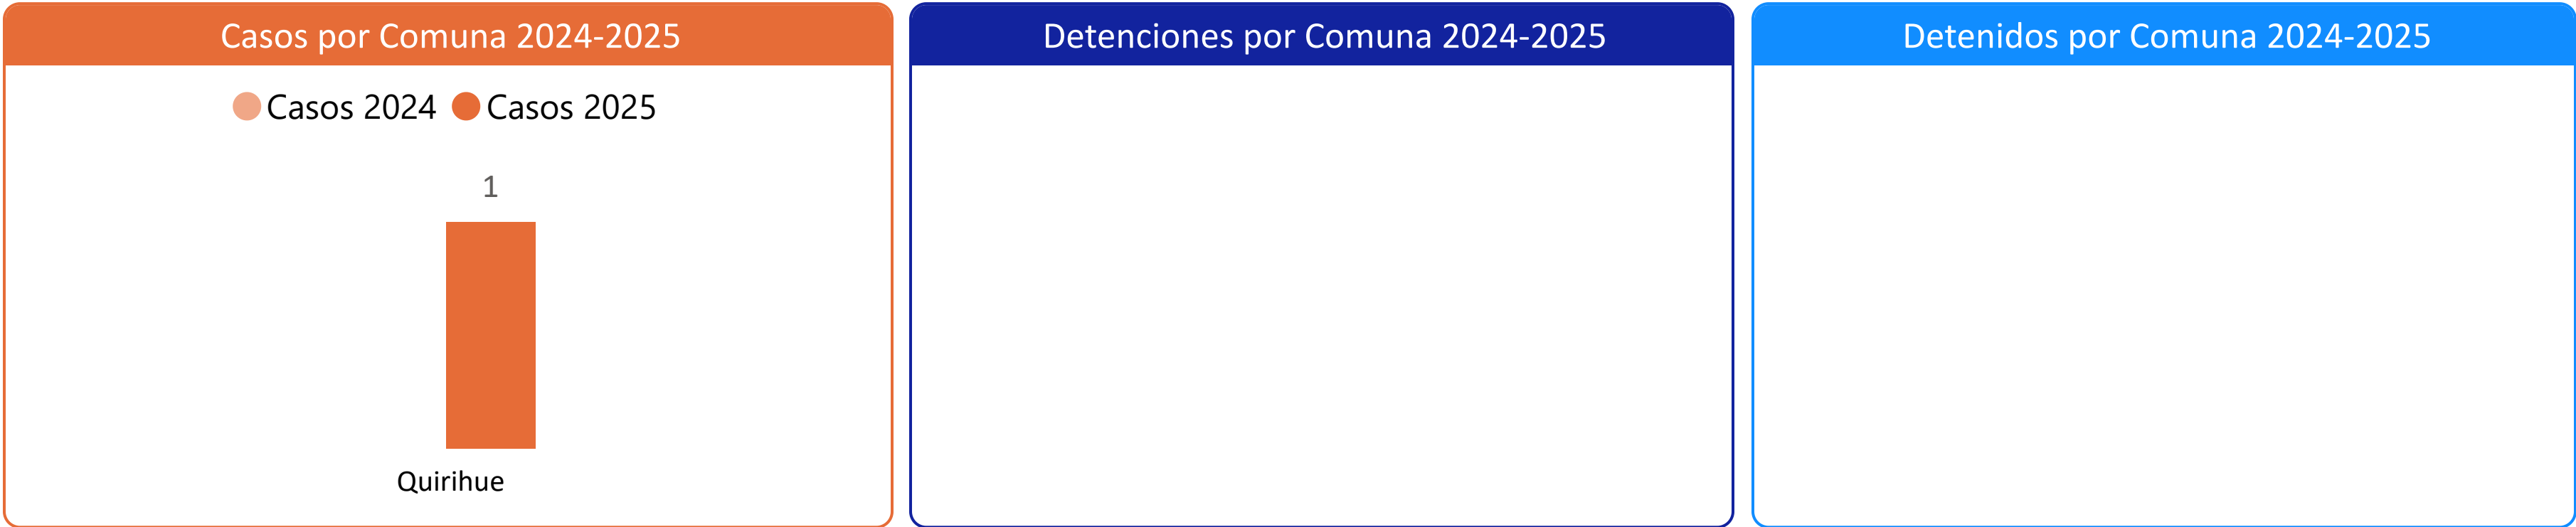 Casos por Comuna 2024-2025
Casos 2024 Casos 2025
1
Quirihue
Detenciones por Comuna 2024-2025
Detenidos por Comuna 2024-2025